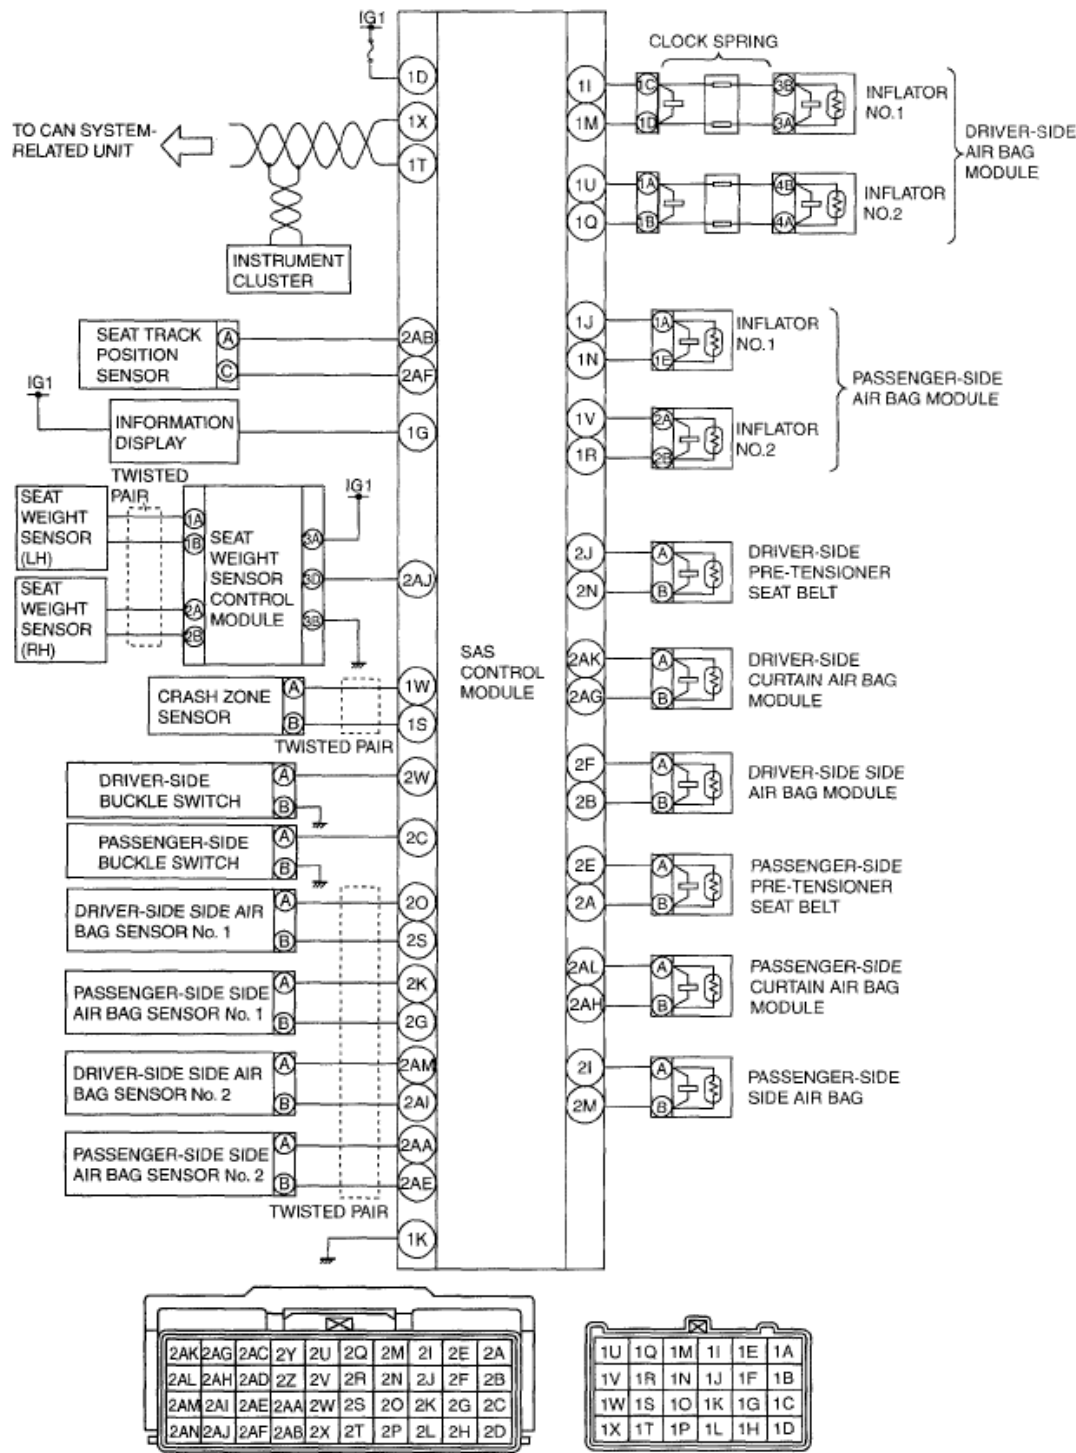 IG1
1D
TO CAN SYSTEM-
RELATED UNIT
1X
1T
INSTRUMENT
CLUSTER
SEAT TRACK
POSITION
SENSOR
A
C
2AB
2AF
IG1
INFORMATION
DISPLAY
1G
TWISTED
PAIR
SEAT
WEIGHT
SENSOR
(LH)
1A
1B
SEAT
WEIGHT
SENSOR
(RH)
2A
2B
SEAT
WEIGHT
SENSOR
CONTROL
MODULE
3A
3D
3B
IG1
2AJ
CRASH ZONE
SENSOR
A
B
1W
1S
TWISTED PAIR
DRIVER-SIDE
BUCKLE SWITCH
A
B
2W
PASSENGER-SIDE
BUCKLE SWITCH
A
B
2C
DRIVER-SIDE SIDE AIR
BAG SENSOR No. 1
A
B
2O
2S
PASSENGER-SIDE SIDE
AIR BAG SENSOR No. 1
A
B
2K
2G
DRIVER-SIDE SIDE AIR
BAG SENSOR No. 2
A
B
2AM
2AI
PASSENGER-SIDE SIDE
AIR BAG SENSOR No. 2
A
B
2AA
2AE
TWISTED PAIR
1K
SAS
CONTROL
MODULE
CLOCK SPRING
1I
1M
1C
1D
3B
3A
INFLATOR
NO.1
1U
1Q
1A
1B
4B
4A
INFLATOR
NO.2
DRIVER-SIDE
AIR BAG
MODULE
1J
1N
1A
1E
INFLATOR
NO.1
1V
1R
2A
2B
INFLATOR
NO.2
PASSENGER-SIDE
AIR BAG MODULE
2J
2N
A
B
DRIVER-SIDE
PRE-TENSIONER
SEAT BELT
2AK
2AG
A
B
DRIVER-SIDE
CURTAIN AIR BAG
MODULE
2F
2B
A
B
DRIVER-SIDE SIDE
AIR BAG MODULE
2E
2A
A
B
PASSENGER-SIDE
PRE-TENSIONER
SEAT BELT
2AL
2AH
A
B
PASSENGER-SIDE
CURTAIN AIR BAG
MODULE
2I
2M
A
B
PASSENGER-SIDE
SIDE AIR BAG
2AK 2AG 2AC 2Y 2U 2Q 2M 2I 2E 2A
2AL 2AH 2AD 2Z 2V 2R 2N 2J 2F 2B
2AM 2AI 2AE 2AA 2W 2S 2O 2K 2G 2C
2AN 2AJ 2AF 2AB 2X 2T 2P 2L 2H 2D
1U 1Q 1M 1I 1E 1A
1V 1R 1N 1J 1F 1B
1W 1S 1O 1K 1G 1C
1X 1T 1P 1L 1H 1D